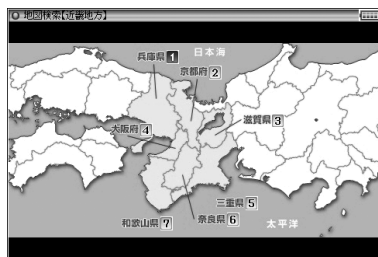 地図検索【近畿地方】
日本海
兵庫県1
京都府2
大阪府4
滋賀県3
三重県5
奈良県6
和歌山県7
太平洋